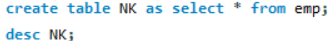 create table NK as select * from emp;
desc NK;